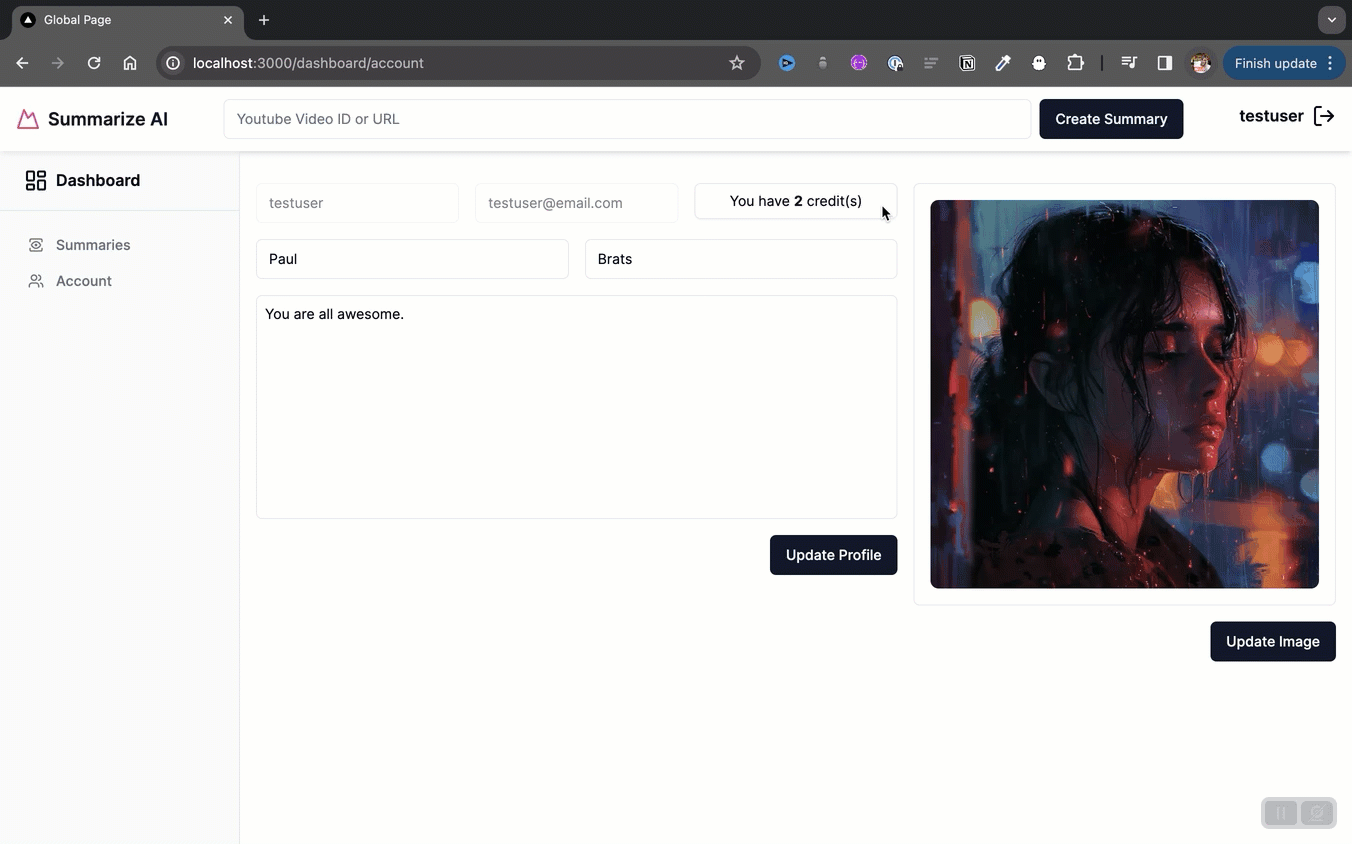 Global Page
localhost:3000/dashboard/account
Finish update
Summarize AI
Youtube Video ID or URL
Create Summary
testuser
Dashboard
Summaries
Account
testuser
testuser@email.com
You have 2 credit(s)
Paul
Brats
You are all awesome.
Update Profile
Update Image